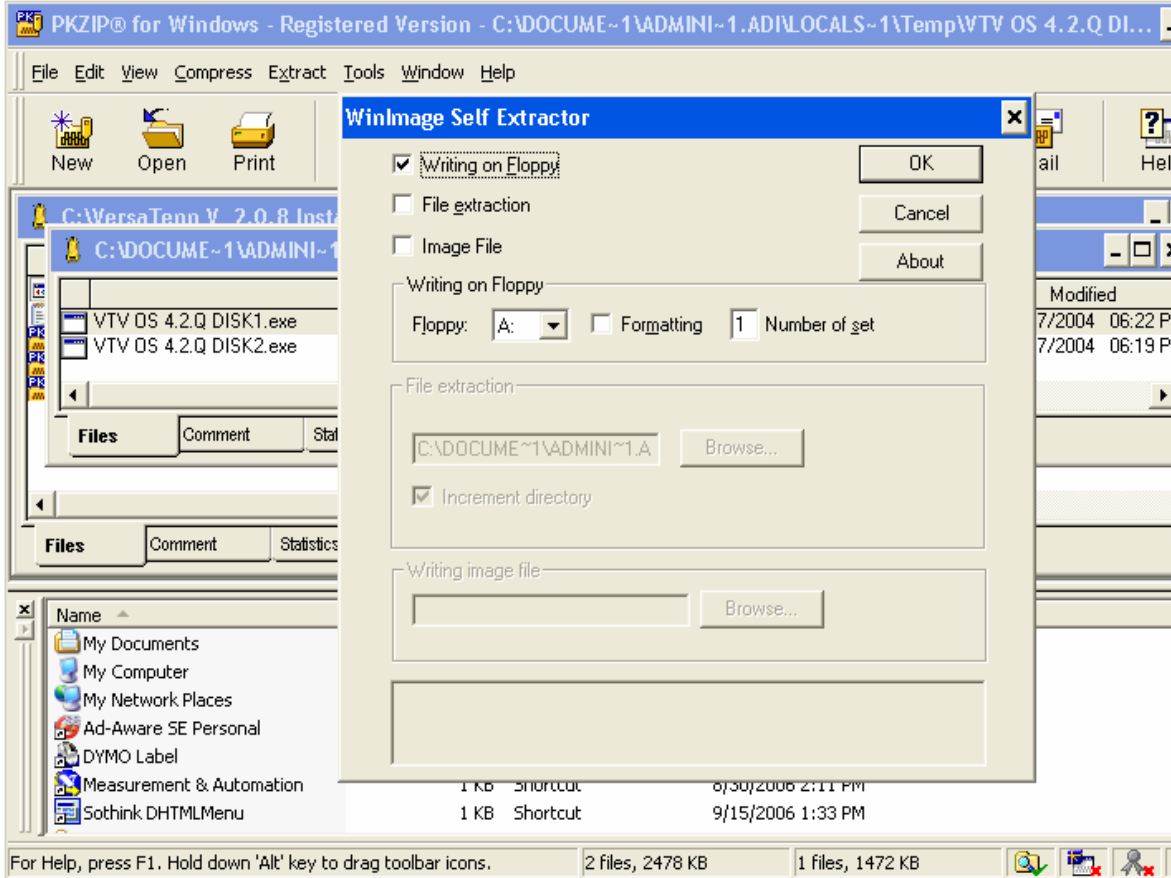 PKZIP® for Windows - Registered Version - C:\DOCUME~1\ADMINI~1.ADI\LOCALS~1\Temp\VTV OS 4.2.Q DI...
File Edit View Compress Extract Tools Window Help
New Open Print
WinImage Self Extractor
Writing on Floppy
File extraction
Image File
OK
Cancel
About
Writing on Floppy
Floppy: A: Formatting 1 Number of set
File extraction
C:\DOCUME~1\ADMINI~1.A Browse...
Increment directory
Writing image file
Browse...
C:\VersaTenn V_2.0.8 Insta
C:\DOCUME~1\ADMINI~1
Modified
VTV OS 4.2.Q DISK1.exe 7/2004 06:22 P
VTV OS 4.2.Q DISK2.exe 7/2004 06:19 P
Files Comment Stat
Files Comment Statistics
Name
My Documents
My Computer
My Network Places
Ad-Aware SE Personal
DYMO Label
Measurement & Automation 1 KB Shortcut 8/30/2006 2:11 PM
Sothink DHTMLMenu 1 KB Shortcut 9/15/2006 1:33 PM
For Help, press F1. Hold down 'Alt' key to drag toolbar icons. 2 files, 2478 KB 1 files, 1472 KB